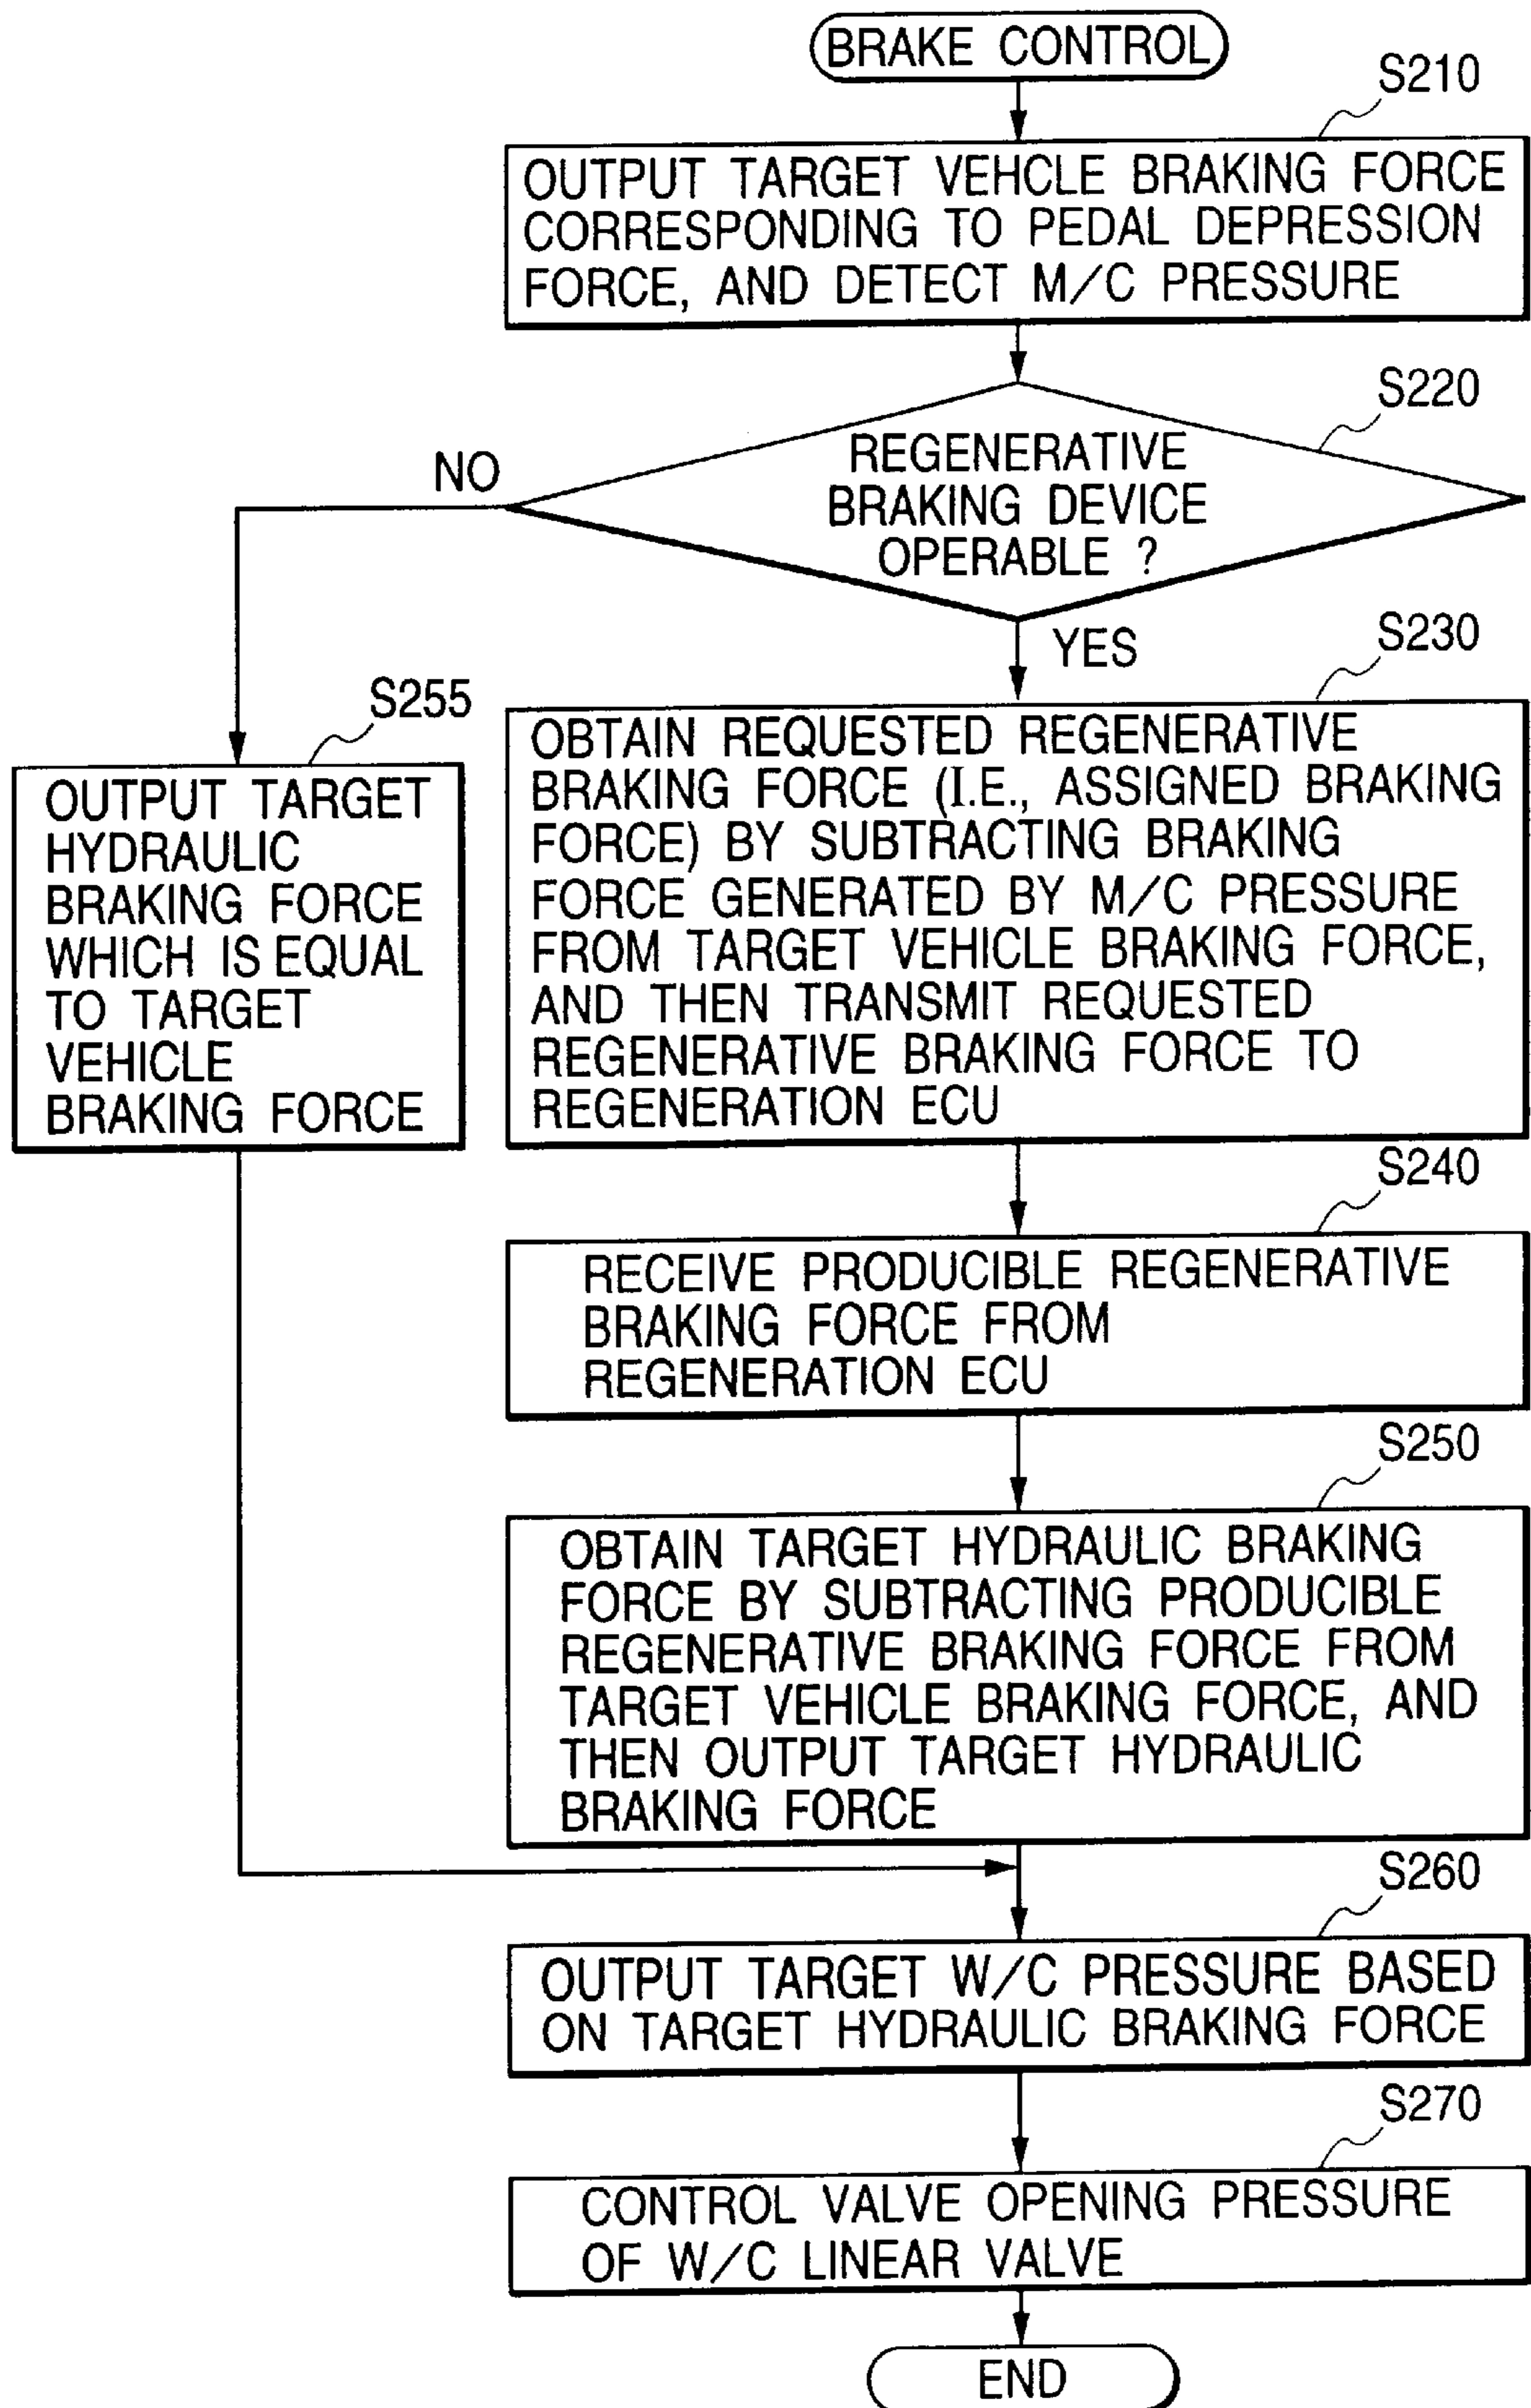 BRAKE CONTROL
S210
OUTPUT TARGET VEHCLE BRAKING FORCE
CORRESPONDING TO PEDAL DEPRESSION
FORCE, AND DETECT M/C PRESSURE
S220
REGENERATIVE
BRAKING DEVICE
OPERABLE ?
NO
YES
S230
OBTAIN REQUESTED REGENERATIVE
BRAKING FORCE (I.E., ASSIGNED BRAKING
FORCE) BY SUBTRACTING BRAKING
FORCE GENERATED BY M/C PRESSURE
FROM TARGET VEHICLE BRAKING FORCE,
AND THEN TRANSMIT REQUESTED
REGENERATIVE BRAKING FORCE TO
REGENERATION ECU
S255
OUTPUT TARGET
HYDRAULIC
BRAKING FORCE
WHICH IS EQUAL
TO TARGET
VEHICLE
BRAKING FORCE
S240
RECEIVE PRODUCIBLE REGENERATIVE
BRAKING FORCE FROM
REGENERATION ECU
S250
OBTAIN TARGET HYDRAULIC BRAKING
FORCE BY SUBTRACTING PRODUCIBLE
REGENERATIVE BRAKING FORCE FROM
TARGET VEHICLE BRAKING FORCE, AND
THEN OUTPUT TARGET HYDRAULIC
BRAKING FORCE
S260
OUTPUT TARGET W/C PRESSURE BASED
ON TARGET HYDRAULIC BRAKING FORCE
S270
CONTROL VALVE OPENING PRESSURE
OF W/C LINEAR VALVE
END